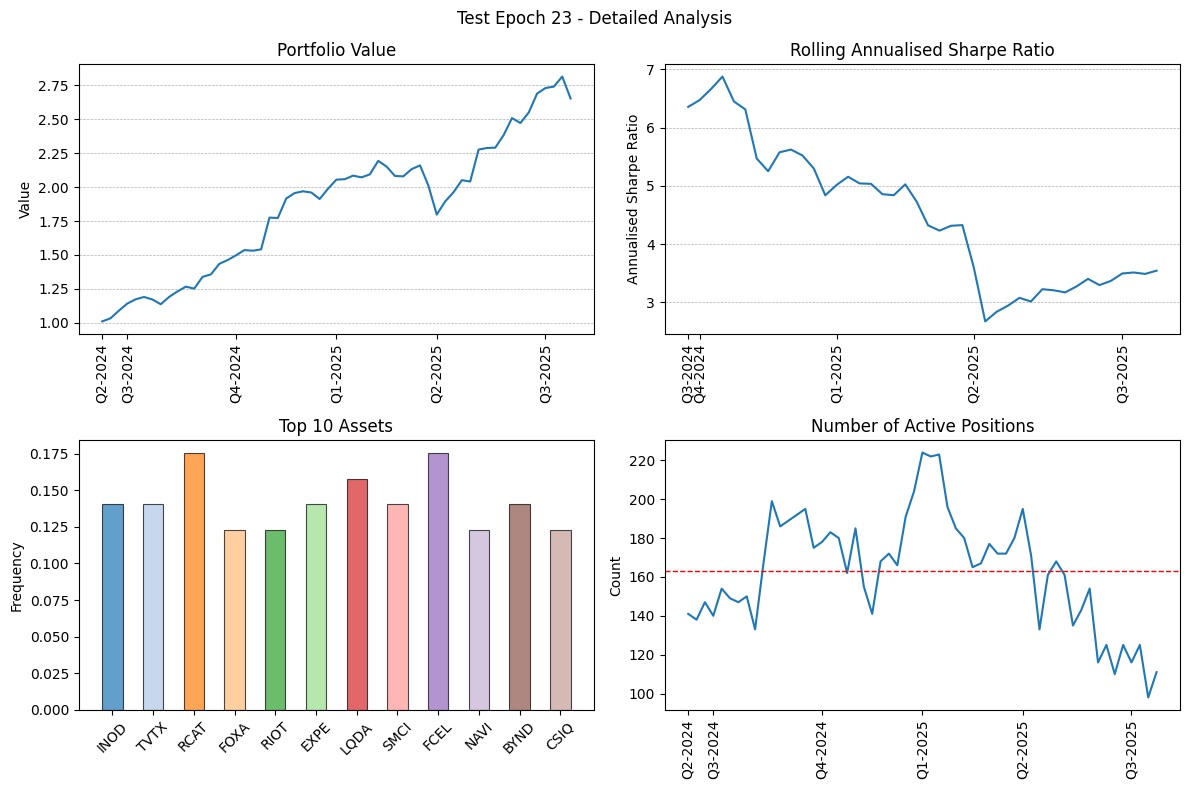 Test Epoch 23 - Detailed Analysis
Portfolio Value
Value
2.75
2.50
2.25
2.00
1.75
1.50
1.25
1.00
Q2-2024
Q3-2024
Q4-2024
Q1-2025
Q2-2025
Q3-2025
Rolling Annualised Sharpe Ratio
Annualised Sharpe Ratio
7
6
5
4
3
Q3-2024
Q4-2024
Q1-2025
Q2-2025
Q3-2025
Top 10 Assets
Frequency
0.175
0.150
0.125
0.100
0.075
0.050
0.025
0.000
INOD
TVTX
RCAT
FOXA
RIOT
EXPE
LQDA
SMCI
FCEL
NAVI
BYND
CSIQ
Number of Active Positions
Count
220
200
180
160
140
120
100
Q2-2024
Q3-2024
Q4-2024
Q1-2025
Q2-2025
Q3-2025